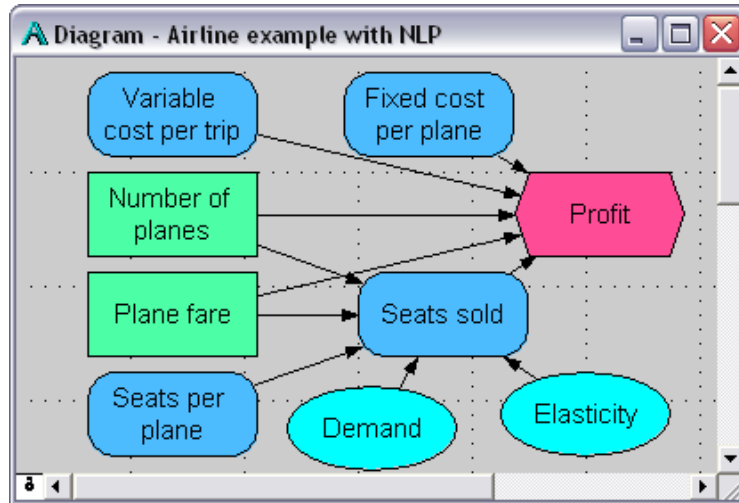 Diagram - Airline example with NLP
Variable
cost per trip
Fixed cost
per plane
Number of
planes
Profit
Plane fare
Seats sold
Seats per
plane
Demand
Elasticity